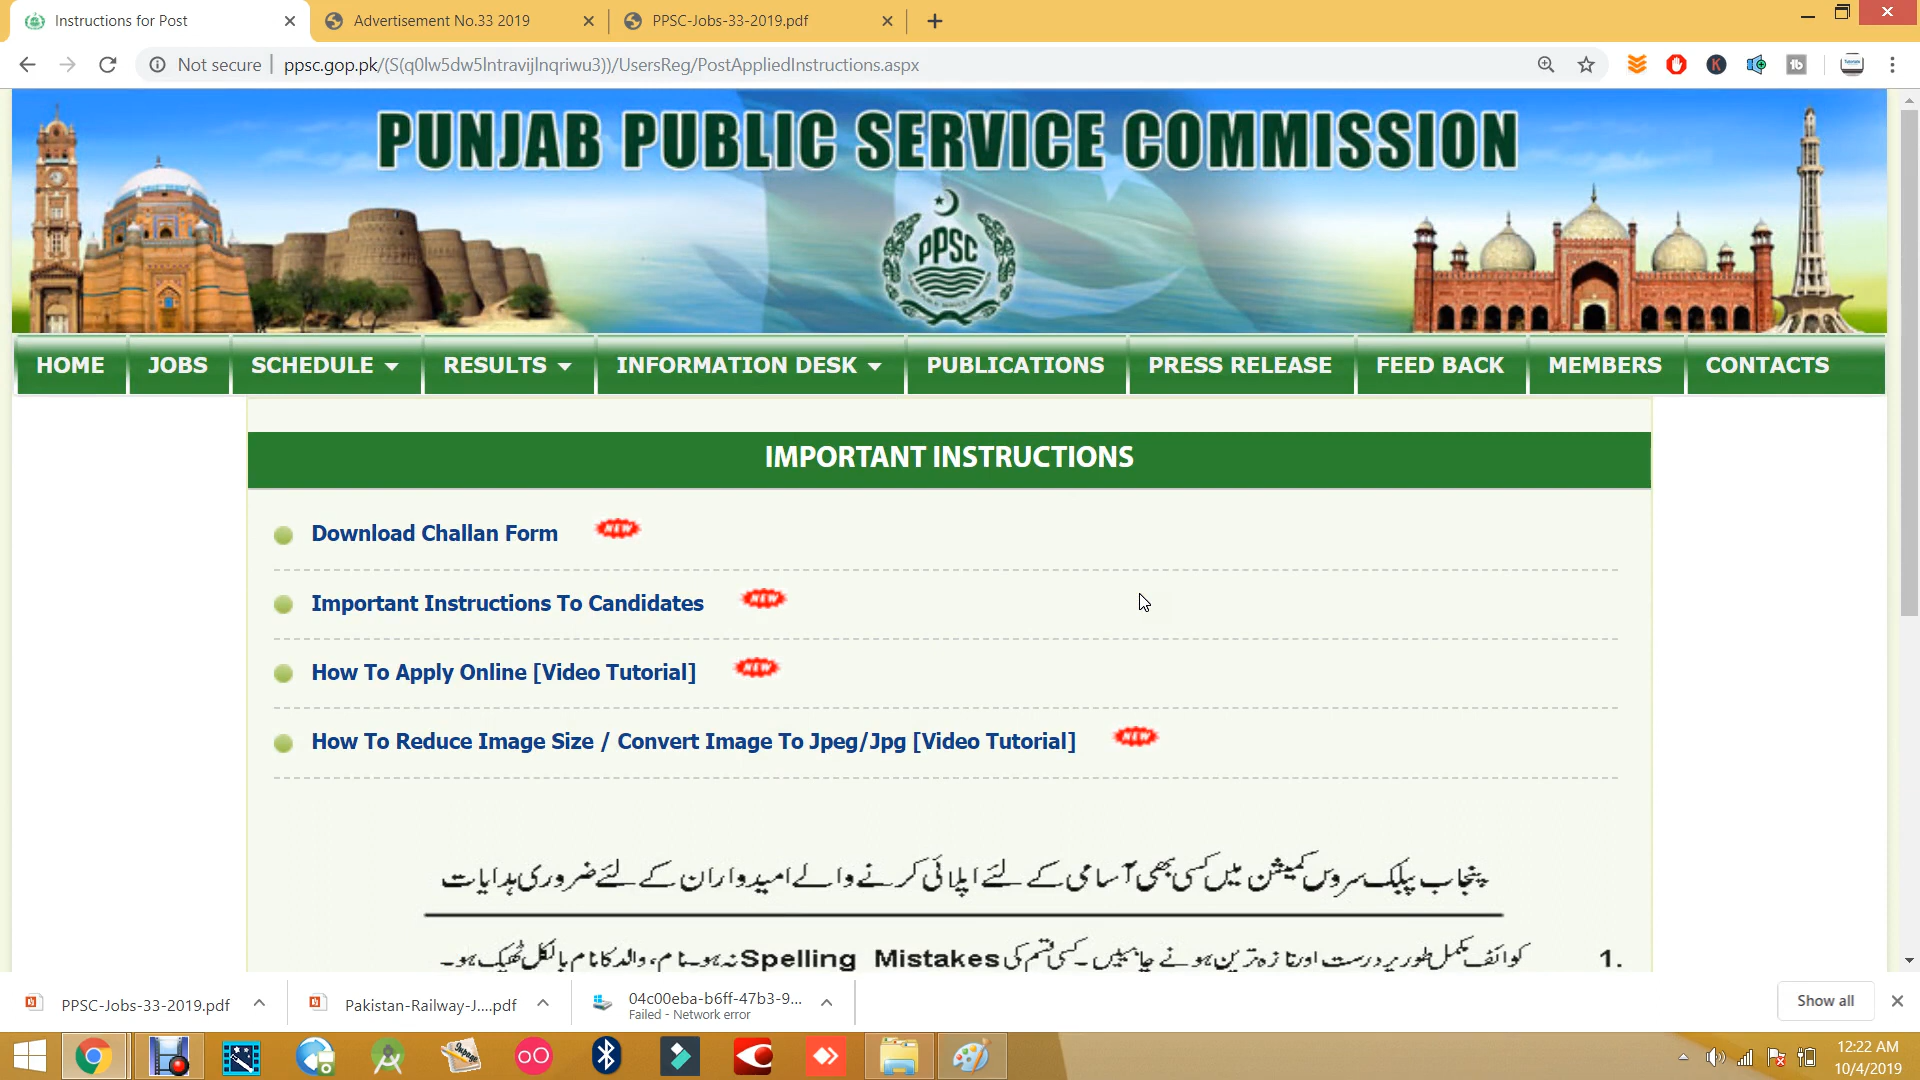 Instructions for Post
Advertisement No.33 2019
PPSC-Jobs-33-2019.pdf
Not secure
ppsc.gop.pk/(S(q0lw5dw5lntravijlnqriwu3))/UsersReg/PostAppliedInstructions.aspx
PUNJAB PUBLIC SERVICE COMMISSION
PPSC
HOME JOBS SCHEDULE RESULTS INFORMATION DESK PUBLICATIONS PRESS RELEASE FEED BACK MEMBERS CONTACTS
IMPORTANT INSTRUCTIONS
Download Challan Form NEW
Important Instructions To Candidates NEW
How To Apply Online [Video Tutorial] NEW
How To Reduce Image Size / Convert Image To Jpeg/Jpg [Video Tutorial] NEW
پنجاب پبلک سروس کمیشن میں کسی بھی آسامی کے لئے اپلائی کرنے والے امیدواران کے لئے ضروری ہدایات
1. کوائف مکمل طور پر درست اور تازہ ترین ہونے چاہییں ۔ کسی قسم کی Spelling Mistakes نہ ہو۔ نام، والد کا نام بالکل ٹھیک ہو۔
PPSC-Jobs-33-2019.pdf
Pakistan-Railway-J....pdf
04c00eba-b6ff-47b3-9...
Failed - Network error
Show all
12:22 AM
10/4/2019